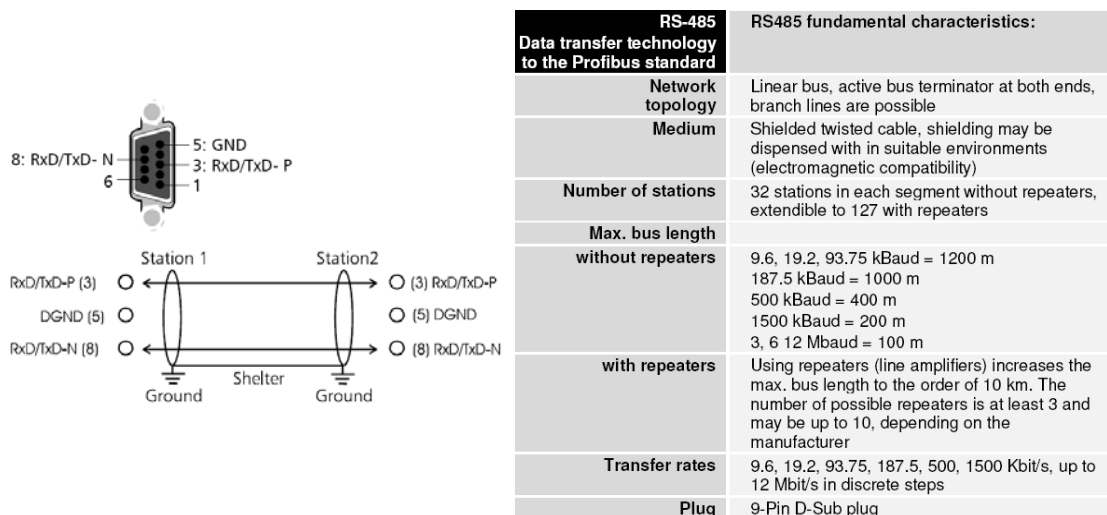 5: GND
8: RxD/TxD- N
3: RxD/TxD- P
6
1
Station 1
Station2
RxD/TxD-P (3)
(3) RxD/TxD-P
DGND (5)
(5) DGND
RxD/TxD-N (8)
(8) RxD/TxD-N
Shelter
Ground
Ground
RS-485
Data transfer technology
to the Profibus standard
RS485 fundamental characteristics:
Network
topology
Linear bus, active bus terminator at both ends,
branch lines are possible
Medium
Shielded twisted cable, shielding may be
dispensed with in suitable environments
(electromagnetic compatibility)
Number of stations
32 stations in each segment without repeaters,
extendible to 127 with repeaters
Max. bus length
without repeaters
9.6, 19.2, 93.75 kBaud = 1200 m
187.5 kBaud = 1000 m
500 kBaud = 400 m
1500 kBaud = 200 m
3, 6 12 Mbaud = 100 m
with repeaters
Using repeaters (line amplifiers) increases the
max. bus length to the order of 10 km. The
number of possible repeaters is at least 3 and
may be up to 10, depending on the
manufacturer
Transfer rates
9.6, 19.2, 93.75, 187.5, 500, 1500 Kbit/s, up to
12 Mbit/s in discrete steps
Plug
9-Pin D-Sub plug